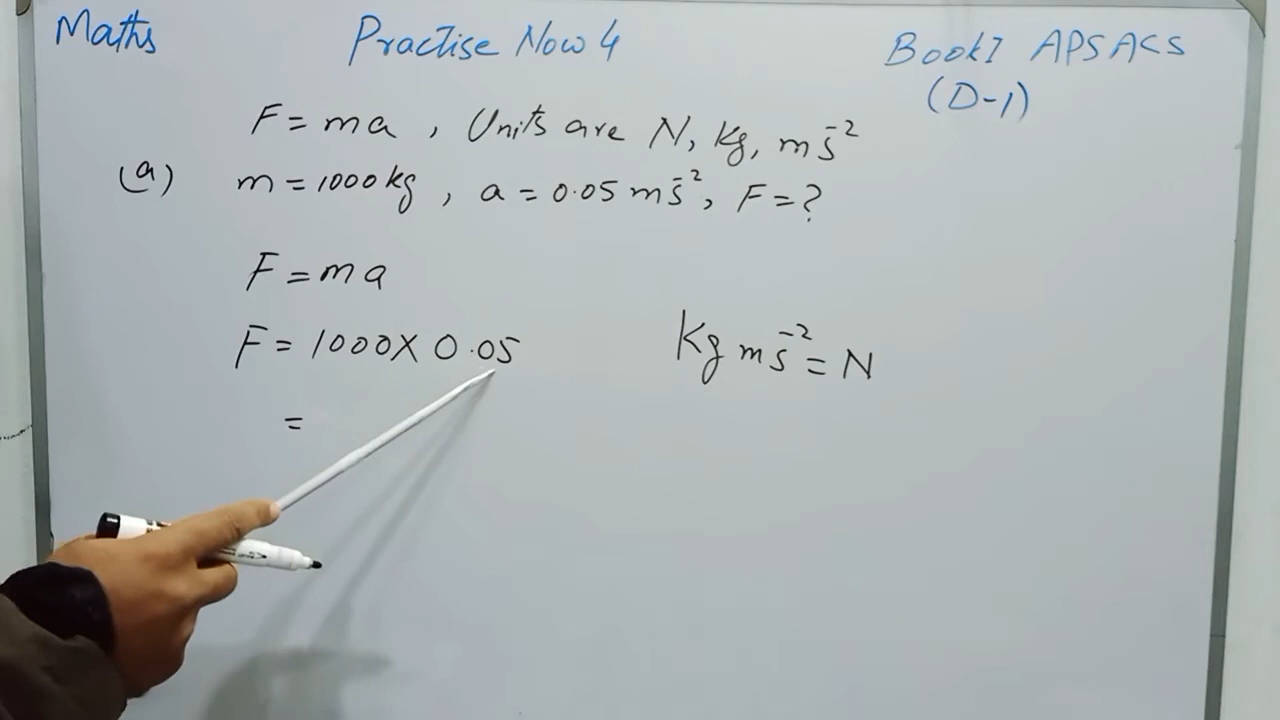 Maths Practise Now 4 Book1 APSACS
(D-1)
F = ma , Units are N, kg, ms⁻²
(a) m = 1000 kg , a = 0.05 ms⁻², F = ?
F = ma
F = 1000 X 0.05
kg ms⁻² = N
=